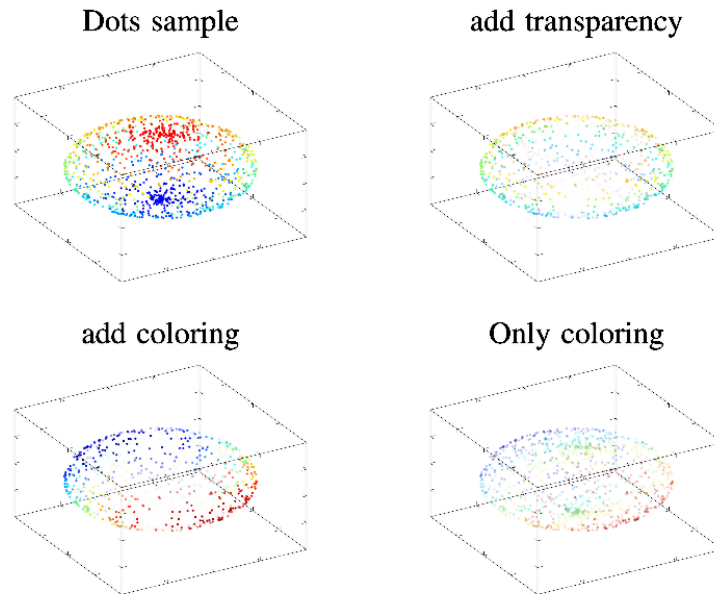 Dots sample
add transparency
add coloring
Only coloring